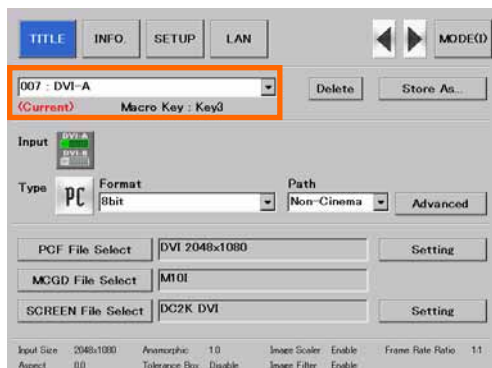 TITLE INFO. SETUP LAN MODE(I)
007 : DVI-A Delete Store As...
(Current) Macro Key : Key3
Input DVI-A
DVI-B
Type PC Format Path
8bit Non-Cinema Advanced
PCF File Select DVI 2048x1080 Setting
MCGD File Select M10I
SCREEN File Select DC2K DVI Setting
Input Size 2048x1080 Anamorphic 1.0 Image Scaler Enable Frame Rate Ratio 1:1
Aspect 0.0 Tolerance Box Disable Image Filter Enable